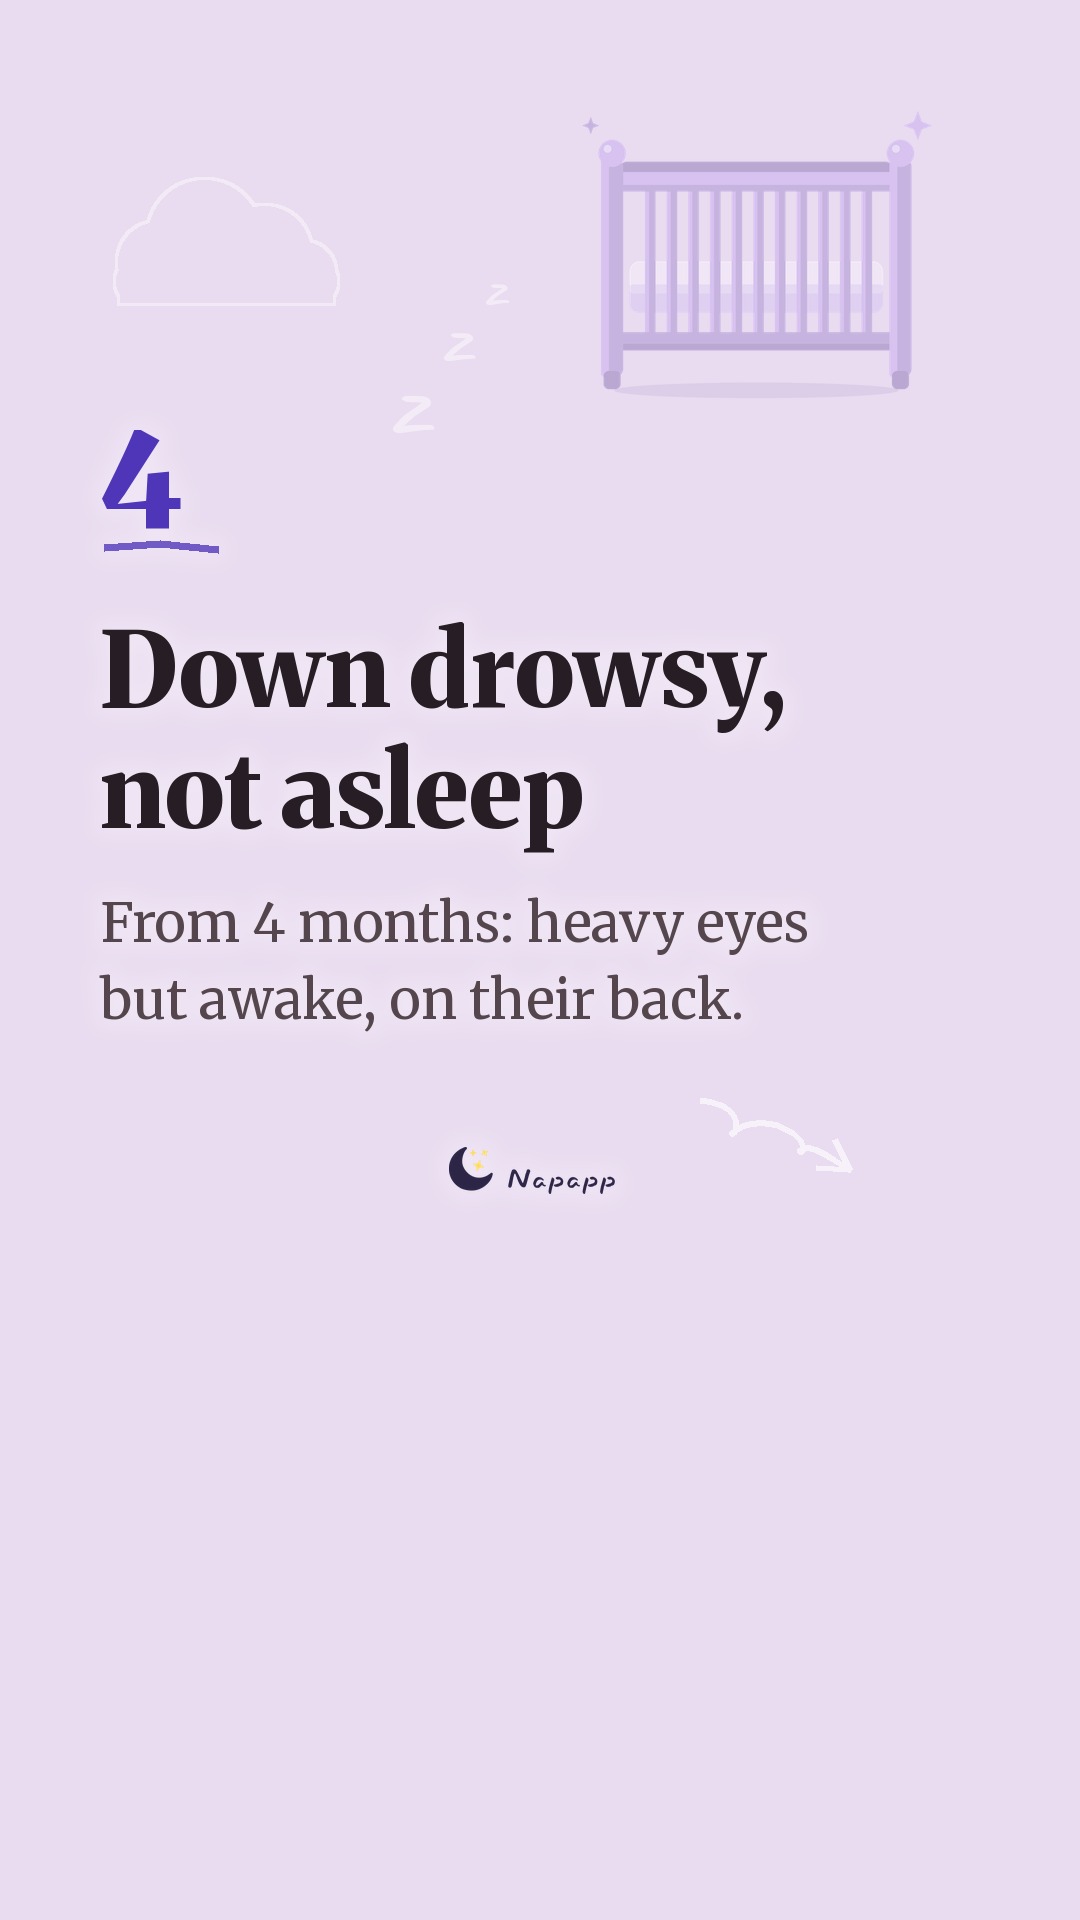 z
z
z
4
Down drowsy,
not asleep
From 4 months: heavy eyes
but awake, on their back.
Napapp